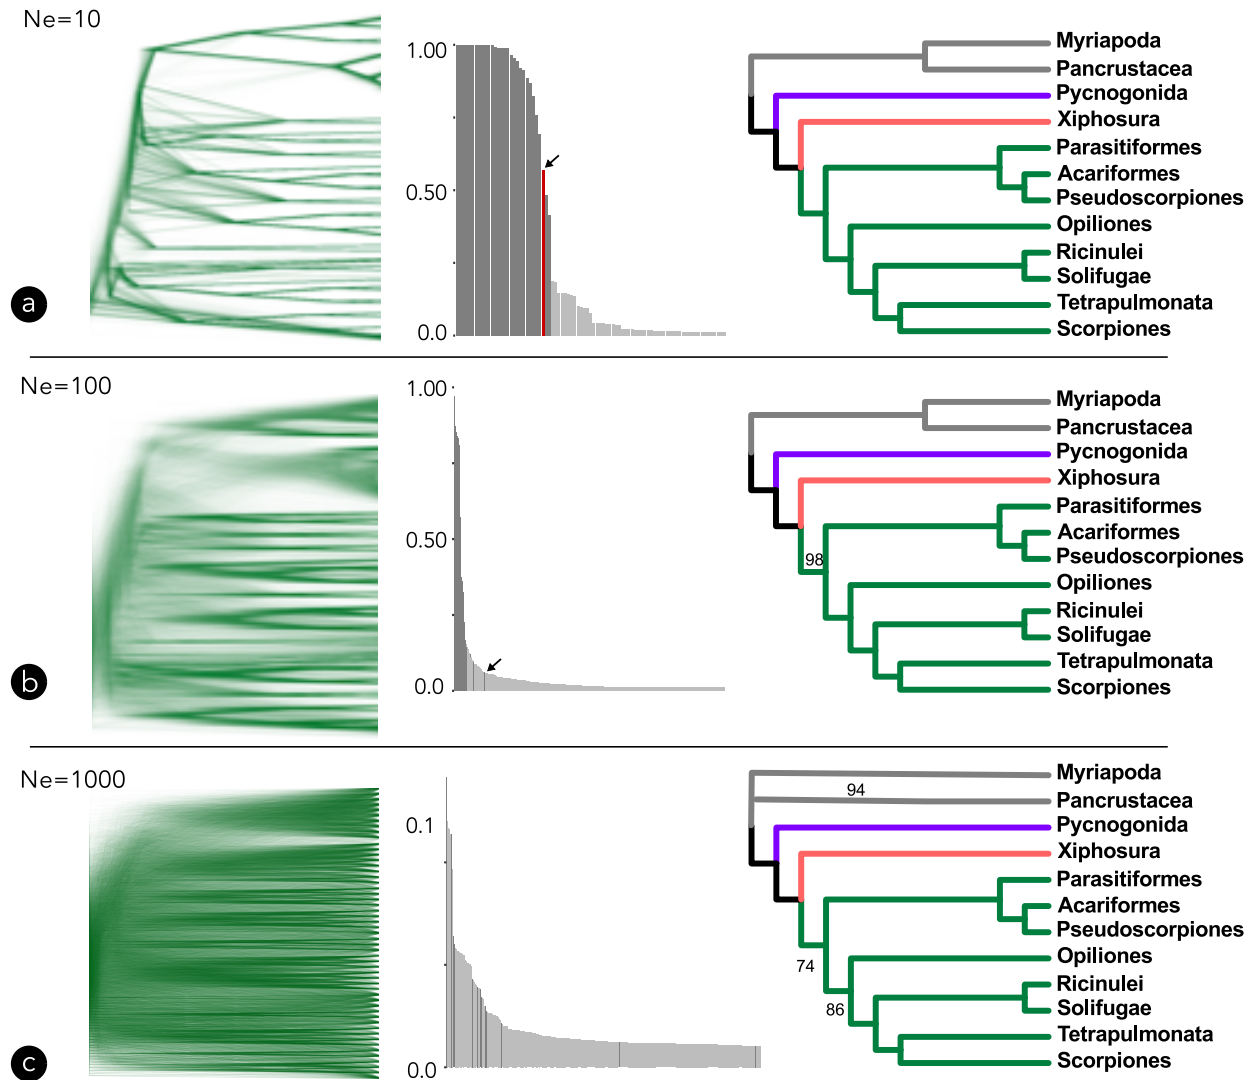 Ne=10
1.00
0.50
0.0
Myriapoda
Pancrustacea
Pycnogonida
Xiphosura
Parasitiformes
Acariformes
Pseudoscorpiones
Opiliones
Ricinulei
Solifugae
Tetrapulmonata
Scorpiones
a
Ne=100
1.00
0.50
0.0
Myriapoda
Pancrustacea
Pycnogonida
Xiphosura
Parasitiformes
Acariformes
98
Pseudoscorpiones
Opiliones
Ricinulei
Solifugae
Tetrapulmonata
Scorpiones
b
Ne=1000
0.1
0.0
Myriapoda
94
Pancrustacea
Pycnogonida
Xiphosura
Parasitiformes
Acariformes
Pseudoscorpiones
Opiliones
74
Ricinulei
86
Solifugae
Tetrapulmonata
Scorpiones
c